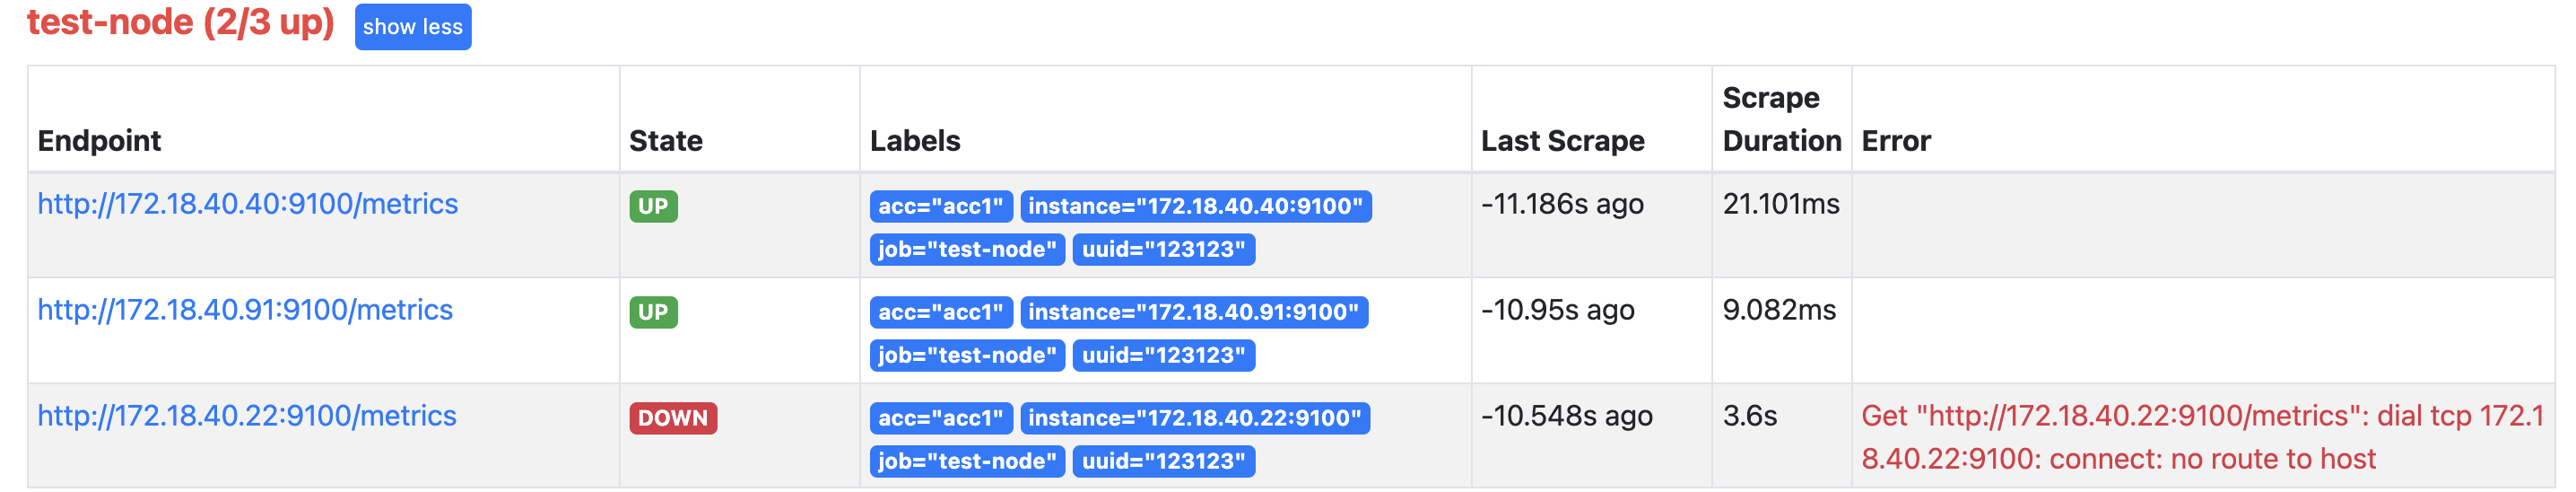 test-node (2/3 up) show less
Endpoint State Labels Last Scrape Scrape Duration Error
http://172.18.40.40:9100/metrics UP acc="acc1" instance="172.18.40.40:9100" -11.186s ago 21.101ms
job="test-node" uuid="123123"
http://172.18.40.91:9100/metrics UP acc="acc1" instance="172.18.40.91:9100" -10.95s ago 9.082ms
job="test-node" uuid="123123"
http://172.18.40.22:9100/metrics DOWN acc="acc1" instance="172.18.40.22:9100" -10.548s ago 3.6s Get "http://172.18.40.22:9100/metrics": dial tcp 172.1
job="test-node" uuid="123123" 8.40.22:9100: connect: no route to host